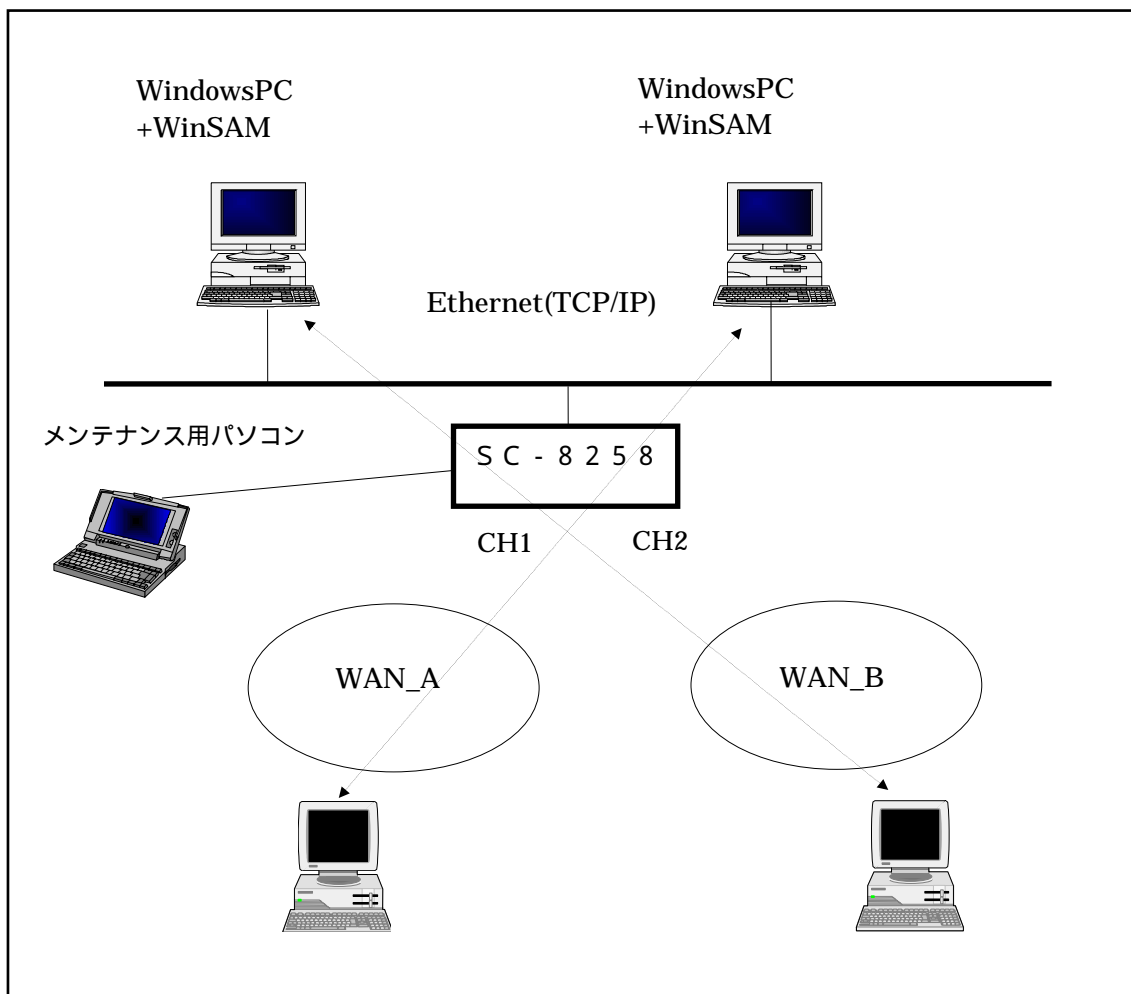 WindowsPC
+WinSAM
WindowsPC
+WinSAM
Ethernet(TCP/IP)
メンテナンス用パソコン
ＳＣ-８２５８
CH1
CH2
WAN_A
WAN_B